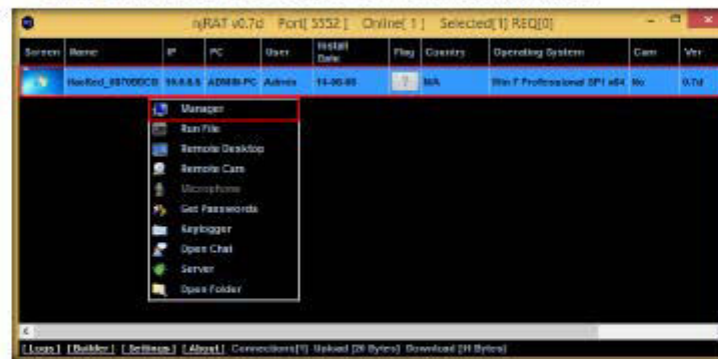 njRAT v0.7d Port[ 5552 ] Online[ 1 ] Selected[1] REQ[0]
Screen Name IP PC User Install Date Flag Country Operating System Cam Ver
ADMIN-PC Admin N/A Win 7 Professional SP1 x64 No 0.7d
Manager
Run File
Remote Desktop
Remote Cam
Microphone
Get Passwords
Keylogger
Open Chat
Server
Open Folder
[Logs] [Builder] [Settings] [About] Connections[1] Upload [20 Bytes] Download